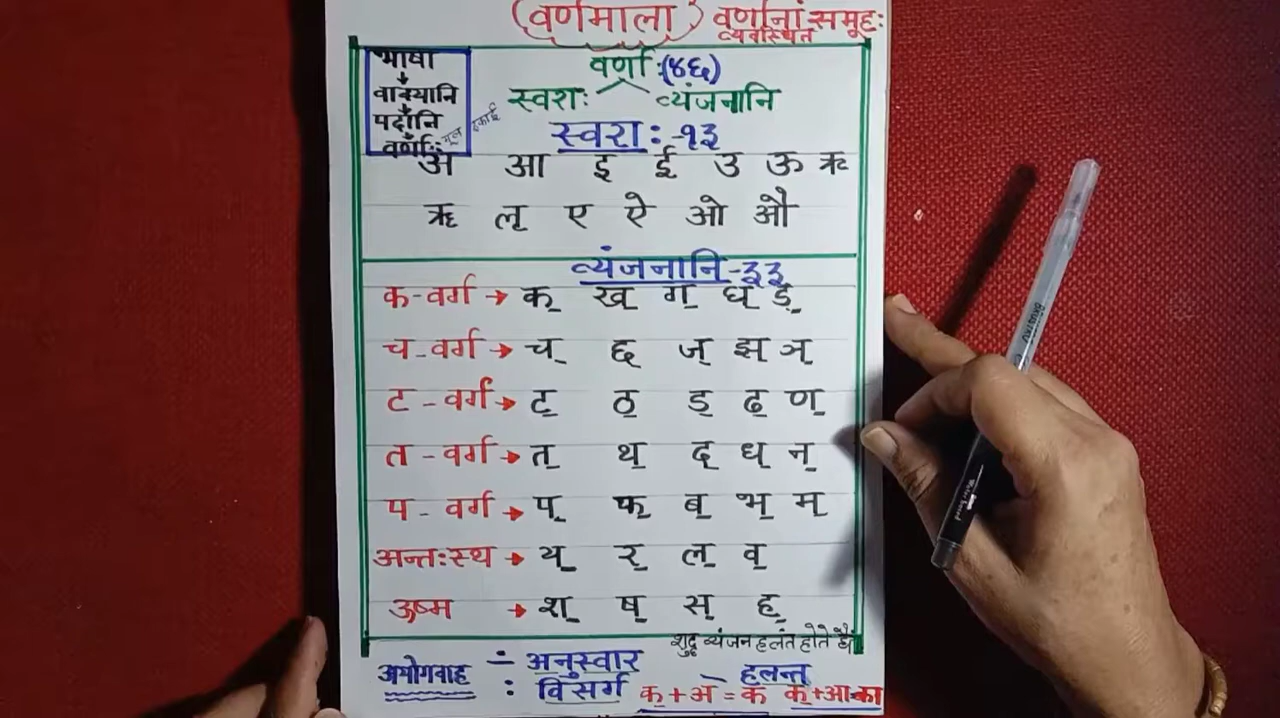 (वर्णमाला) वर्णानां समूहः
व्यवस्थित
भाषा
वाक्यानि
पदानि
वर्णाः मूल इकाई
वर्णाः (४६)
स्वराः व्यंजनानि
स्वराः -१३
अ आ इ ई उ ऊ ऋ
ॠ लृ ए ऐ ओ औ
व्यंजनानि-३३
क-वर्ग → क् ख् ग् घ् ङ्
च-वर्ग → च् छ् ज् झ् ञ्
ट-वर्ग → ट् ठ् ड् ढ् ण्
त-वर्ग → त् थ् द् ध् न्
प-वर्ग → प् फ् ब् भ् म्
अन्तःस्थ → य् र् ल् व्
ऊष्म → श् ष् स् ह्
शुद्ध व्यंजन हलंत होते हैं
अयोगवाह ∸ अनुस्वार ् हलन्त्
: विसर्ग क्+अ=क क्+आ का